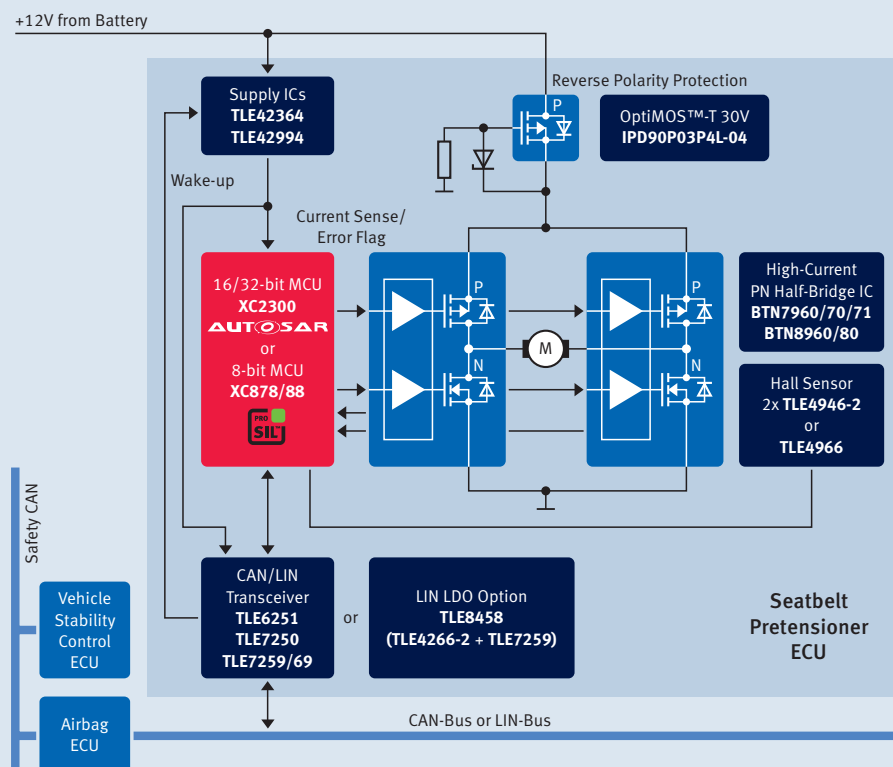 +12V from Battery
Supply ICs
TLE42364
TLE42994
Reverse Polarity Protection
P
OptiMOS™-T 30V
IPD90P03P4L-04
Wake-up
Current Sense/
Error Flag
16/32-bit MCU
XC2300
AUTOSAR
or
8-bit MCU
XC878/88
PRO
SIL™
P
N
M
P
N
High-Current
PN Half-Bridge IC
BTN7960/70/71
BTN8960/80
Hall Sensor
2x TLE4946-2
or
TLE4966
Safety CAN
Vehicle
Stability
Control
ECU
CAN/LIN
Transceiver
TLE6251
TLE7250
TLE7259/69
or
LIN LDO Option
TLE8458
(TLE4266-2 + TLE7259)
Seatbelt
Pretensioner
ECU
Airbag
ECU
CAN-Bus or LIN-Bus